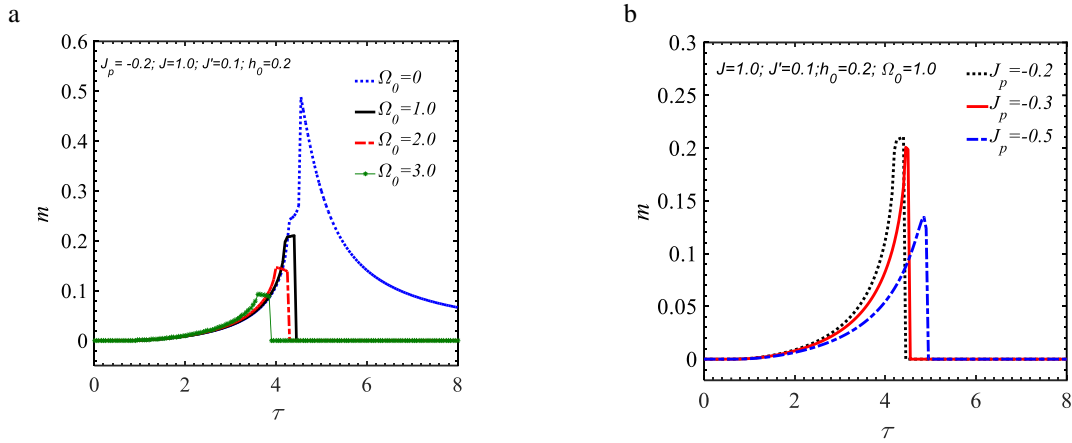 a
J_p= -0.2; J=1.0; J'=0.1; h_0=0.2
Ω_0=0
Ω_0=1.0
Ω_0=2.0
Ω_0=3.0
0.6
0.5
0.4
0.3
0.2
0.1
0
m
0 2 4 6 8
τ
b
J=1.0; J'=0.1;h_0=0.2; Ω_0=1.0
J_p=-0.2
J_p=-0.3
J_p=-0.5
0.3
0.25
0.2
0.15
0.1
0.05
0
m
0 2 4 6 8
τ